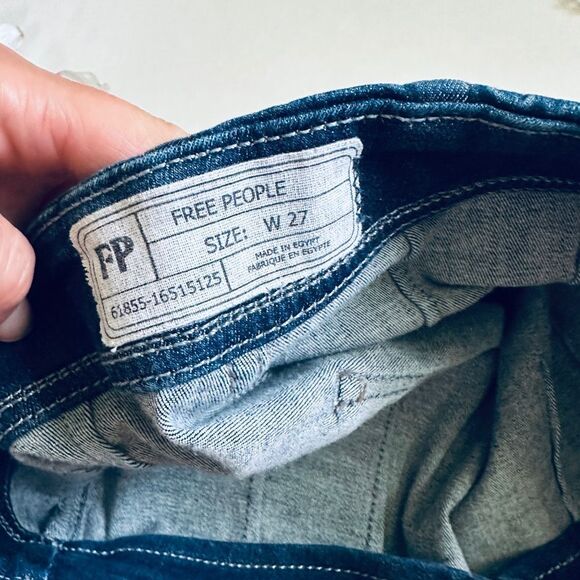 FP
FREE PEOPLE
SIZE: W 27
MADE IN EGYPT
FABRIQUE EN EGYPTE
61855-16515125